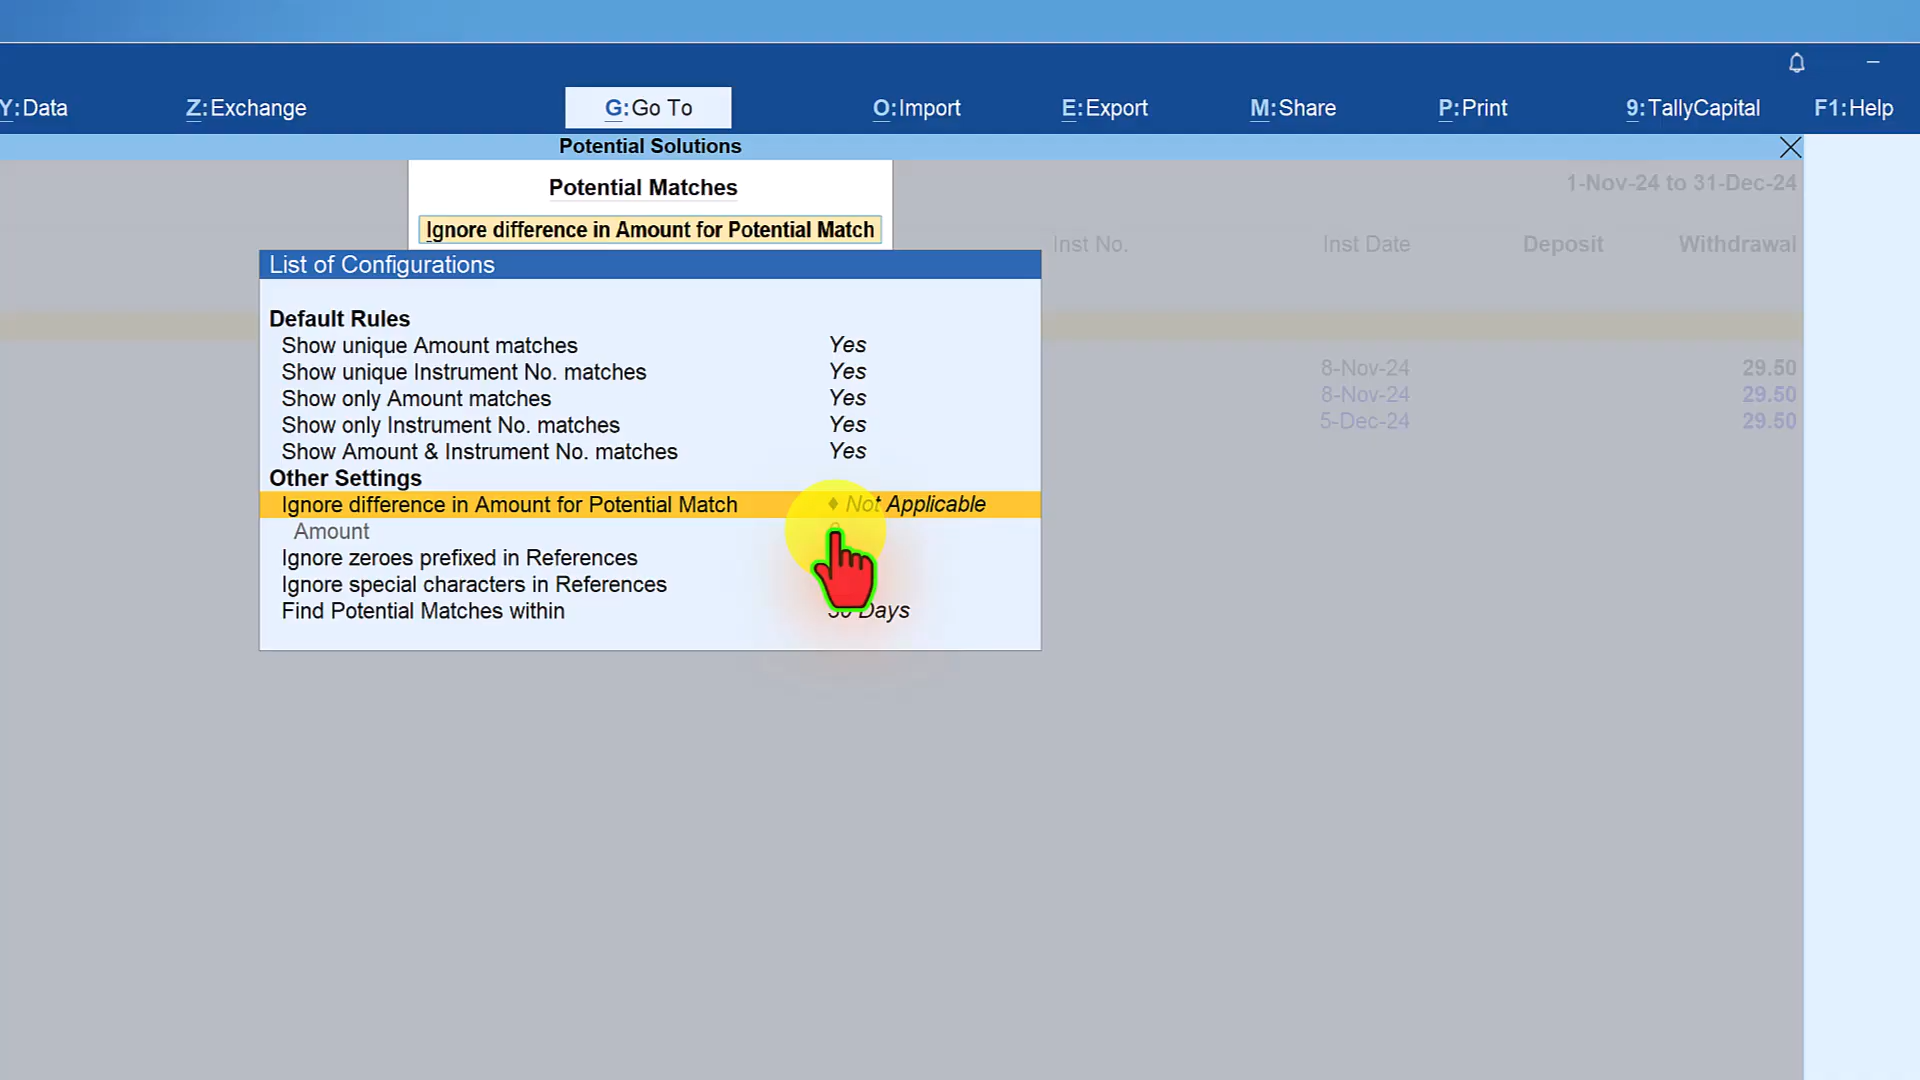 Y:Data Z:Exchange G:Go To O:Import E:Export M:Share P:Print 9:TallyCapital F1:Help
Potential Solutions
Potential Matches
1-Nov-24 to 31-Dec-24
Ignore difference in Amount for Potential Match
Inst No. Inst Date Deposit Withdrawal
List of Configurations
Default Rules
Show unique Amount matches Yes
Show unique Instrument No. matches Yes
8-Nov-24 29.50
Show only Amount matches Yes
8-Nov-24 29.50
Show only Instrument No. matches Yes
5-Dec-24 29.50
Show Amount & Instrument No. matches Yes
Other Settings
Ignore difference in Amount for Potential Match ♦ Not Applicable
Amount
Ignore zeroes prefixed in References
Ignore special characters in References
Find Potential Matches within 30 Days